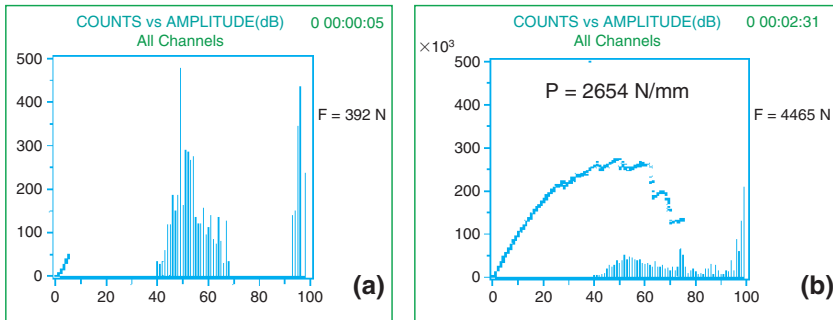 COUNTS vs AMPLITUDE(dB) 0 00:00:05
All Channels
500
400
300
200
100
0
F = 392 N
0 20 40 60 80 100
(a)
COUNTS vs AMPLITUDE(dB) 0 00:02:31
All Channels
×10³
500
400
300
200
100
0
P = 2654 N/mm
F = 4465 N
0 20 40 60 80 100
(b)